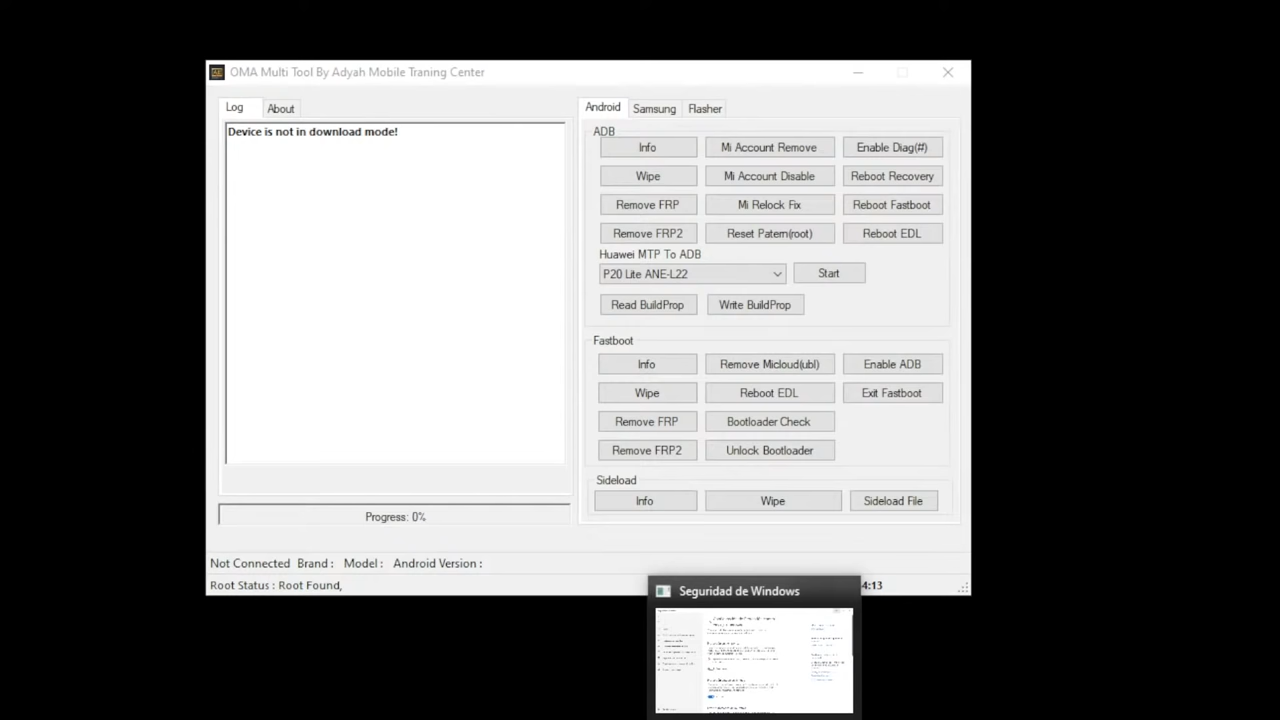 OMA Multi Tool By Adyah Mobile Traning Center
Log
About
Device is not in download mode!
Progress: 0%
Android
Samsung
Flasher
ADB
Info
Mi Account Remove
Enable Diag(#)
Wipe
Mi Account Disable
Reboot Recovery
Remove FRP
Mi Relock Fix
Reboot Fastboot
Remove FRP2
Reset Patern(root)
Reboot EDL
Huawei MTP To ADB
P20 Lite ANE-L22
Start
Read BuildProp
Write BuildProp
Fastboot
Info
Remove Micloud(ubl)
Enable ADB
Wipe
Reboot EDL
Exit Fastboot
Remove FRP
Bootloader Check
Remove FRP2
Unlock Bootloader
Sideload
Info
Wipe
Sideload File
Not Connected Brand : Model : Android Version :
Root Status : Root Found,
4:13
Seguridad de Windows